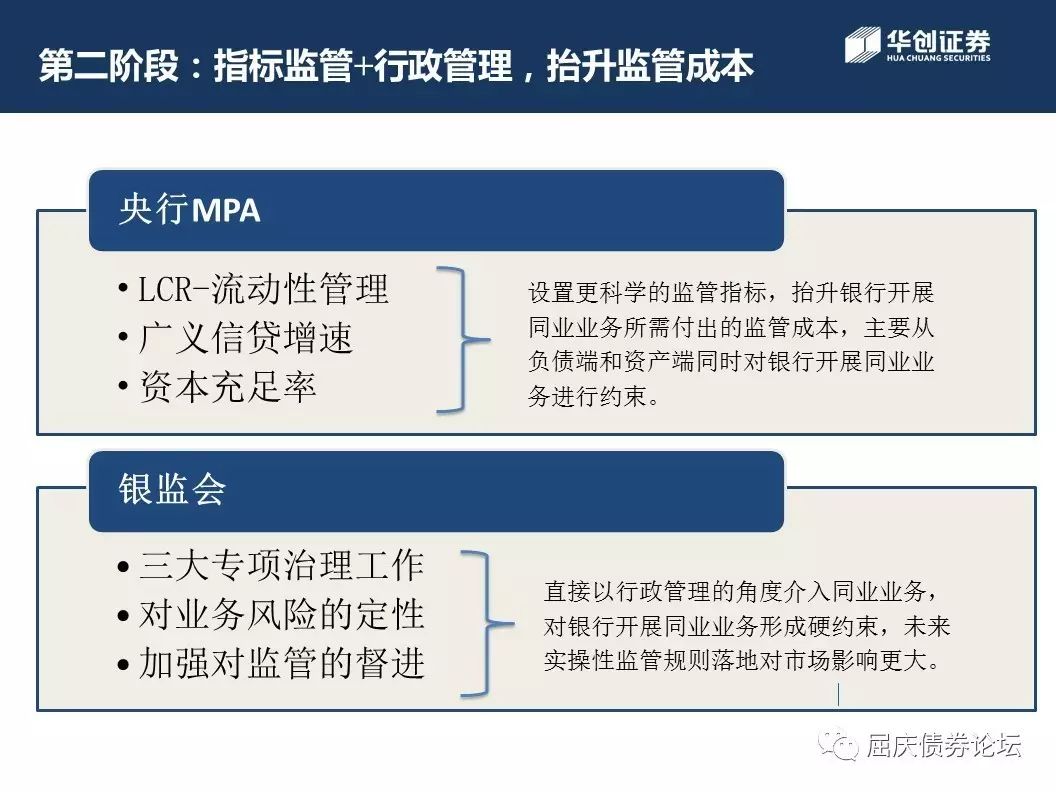 第二阶段：指标监管+行政管理，抬升监管成本
华创证券
HUA CHUANG SECURITIES
央行MPA
•LCR-流动性管理
•广义信贷增速
•资本充足率
设置更科学的监管指标，抬升银行开展
同业业务所需付出的监管成本，主要从
负债端和资产端同时对银行开展同业业
务进行约束。
银监会
•三大专项治理工作
•对业务风险的定性
•加强对监管的督进
直接以行政管理的角度介入同业业务，
对银行开展同业业务形成硬约束，未来
实操性监管规则落地对市场影响更大。
屈庆债券论坛